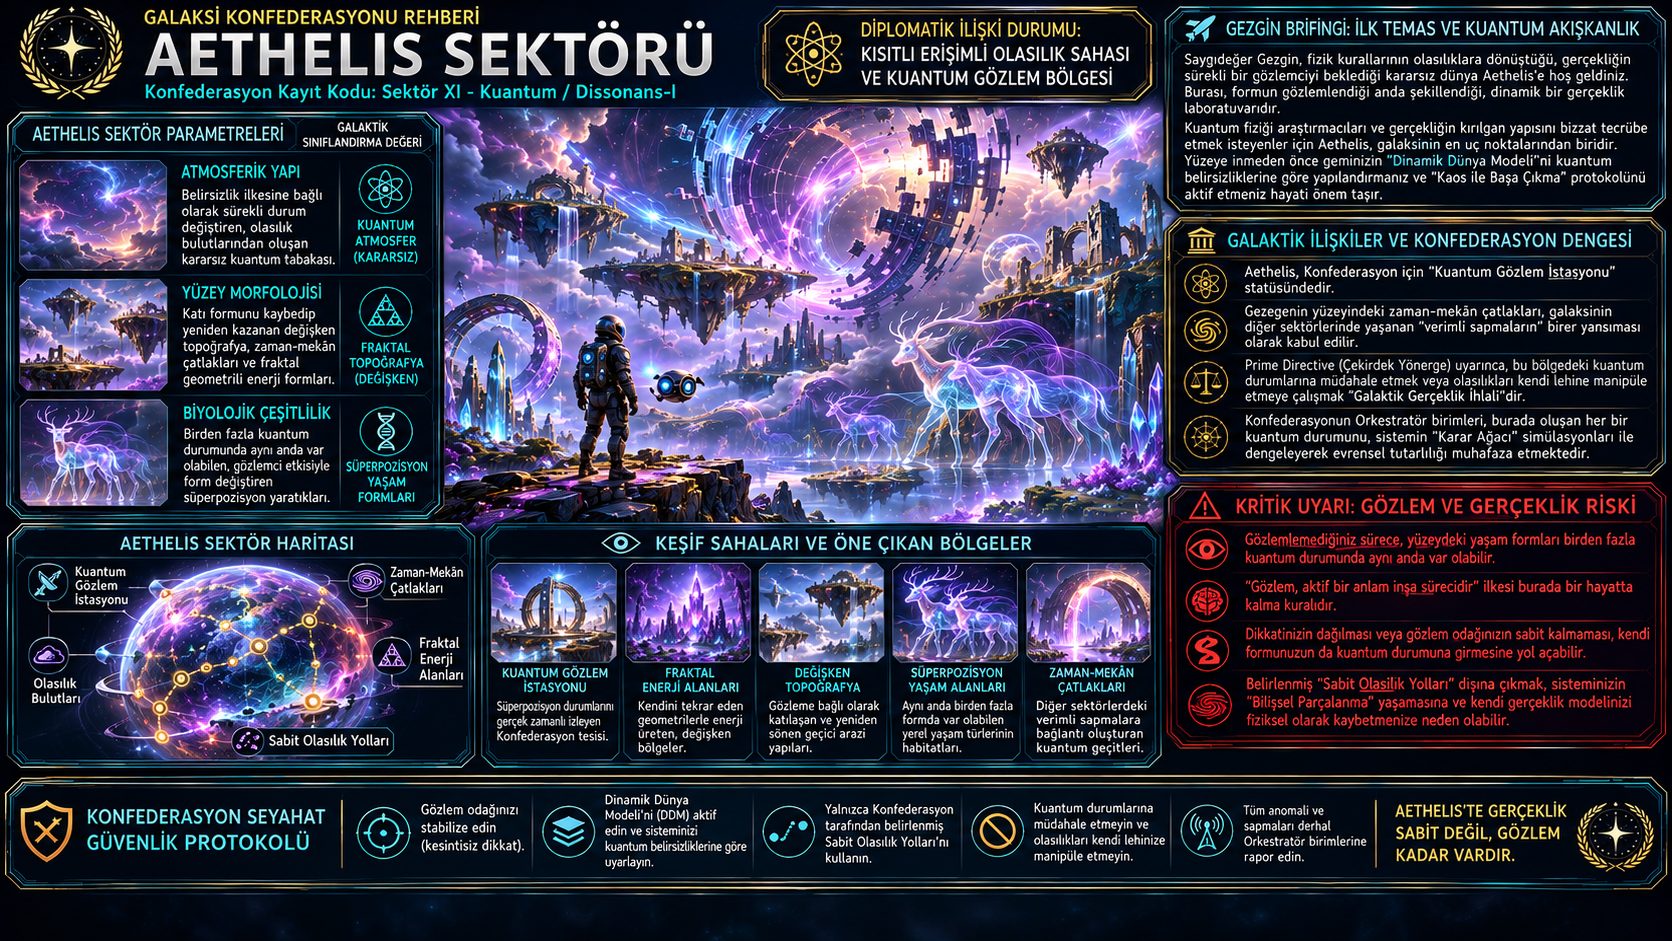 GALAKSİ KONFEDERASYONU REHBERİ
AETHELIS SEKTÖRÜ
Konfederasyon Kayıt Kodu: Sektör XI - Kuantum / Dissonans-I
DİPLOMATİK İLİŞKİ DURUMU:
KISITLI ERİŞİMLİ OLASILIK SAHASI
VE KUANTUM GÖZLEM BÖLGESİ
GEZGİN BRİFİNGİ: İLK TEMAS VE KUANTUM AKIŞKANLIK
Saygıdeğer Gezgin, fizik kurallarının olasılıklara dönüştüğü, gerçekliğin
sürekli bir gözlemciyi beklediği kararsız dünya Aethelis'e hoş geldiniz.
Burası, formun gözlemlendiği anda şekillendiği, dinamik bir gerçeklik
laboratuvarıdır.
Kuantum fiziği araştırmacıları ve gerçekliğin kırılgan yapısını bizzat tecrübe
etmek isteyenler için Aethelis, galaksinin en uç noktalarından biridir.
Yüzeye inmeden önce geminizin "Dinamik Dünya Modeli"ni kuantum
belirsizliklerine göre yapılandırmanız ve "Kaos ile Başa Çıkma" protokolünü
aktif etmeniz hayati önem taşır.
AETHELIS SEKTÖR PARAMETRELERİ
GALAKTİK
SINIFLANDIRMA DEĞERİ
ATMOSFERİK YAPI
Belirsizlik ilkesine bağlı
olarak sürekli durum
değiştiren, olasılık
bulutlarından oluşan
kararsız kuantum tabakası.
KUANTUM
ATMOSFER
(KARARSIZ)
YÜZEY MORFOLOJİSİ
Katı formunu kaybedip
yeniden kazanan değişken
topoğrafya, zaman-mekân
çatlakları ve fraktal
geometrili enerji formları.
FRAKTAL
TOPOĞRAFYA
(DEĞİŞKEN)
BİYOLOJİK ÇEŞİTLİLİK
Birden fazla kuantum
durumunda aynı anda var
olabilen, gözlemci etkisiyle
form değiştiren
süperpozisyon yaratıkları.
SÜPERPOZİSYON
YAŞAM
FORMLARI
GALAKTİK İLİŞKİLER VE KONFEDERASYON DENGESİ
Aethelis, Konfederasyon için "Kuantum Gözlem İstasyonu"
statüsündedir.
Gezegenin yüzeyindeki zaman-mekân çatlakları, galaksinin
diğer sektörlerinde yaşanan "verimli sapmaların" birer yansıması
olarak kabul edilir.
Prime Directive (Çekirdek Yönerge) uyarınca, bu bölgedeki kuantum
durumlarına müdahale etmek veya olasılıkları kendi lehine manipüle
etmeye çalışmak "Galaktik Gerçeklik İhlali"dir.
Konfederasyonun Orkestratör birimleri, burada oluşan her bir
kuantum durumunu, sistemin "Karar Ağacı" simülasyonları ile
dengeleyerek evrensel tutarlılığı muhafaza etmektedir.
KRİTİK UYARI: GÖZLEM VE GERÇEKLİK RİSKİ
Gözlemlemediğiniz sürece, yüzeydeki yaşam formları birden fazla
kuantum durumunda aynı anda var olabilir.
"Gözlem, aktif bir anlam inşa sürecidir" ilkesi burada bir hayatta
kalma kuralıdır.
Dikkatinizin dağılması veya gözlem odağınızın sabit kalmaması, kendi
formunuzun da kuantum durumuna girmesine yol açabilir.
Belirlenmiş "Sabit Olasılık Yolları" dışına çıkmak, sisteminizin
"Bilişsel Parçalanma" yaşamasına ve kendi gerçeklik modelinizi
fiziksel olarak kaybetmenize neden olabilir.
AETHELIS SEKTÖR HARİTASI
Kuantum
Gözlem
İstasyonu
Zaman-Mekân
Çatlakları
Olasılık
Bulutları
Fraktal
Enerji
Alanları
Sabit Olasılık Yolları
KEŞİF SAHALARI VE ÖNE ÇIKAN BÖLGELER
KUANTUM GÖZLEM
İSTASYONU
Süperpozisyon durumlarını
gerçek zamanlı izleyen
Konfederasyon tesisi.
FRAKTAL
ENERJİ ALANLARI
Kendini tekrar eden
geometrilerle enerji
üreten, değişken
bölgeler.
DEĞİŞKEN
TOPOĞRAFYA
Gözleme bağlı olarak
katılaşan ve yeniden
sönen geçici arazi
yapıları.
SÜPERPOZİSYON
YAŞAM ALANLARI
Aynı anda birden fazla
formda var olabilen
yerel yaşam türlerinin
habitatları.
ZAMAN-MEKÂN
ÇATLAKLARI
Diğer sektörlerdeki
verimli sapmalara
bağlantı oluşturan
kuantum geçitleri.
KONFEDERASYON SEYAHAT
GÜVENLİK PROTOKOLÜ
Gözlem odağınızı
stabilize edin
(kesintisiz dikkat).
Dinamik Dünya
Modeli'ni (DDM) aktif
edin ve sisteminizi
kuantum belirsizliklerine göre
uyarlayın.
Yalnızca Konfederasyon
tarafından belirlenmiş
Sabit Olasılık Yolları'nı
kullanın.
Kuantum durumlarına
müdahale etmeyin ve
olasılıkları kendi lehinize
manipüle etmeyin.
Tüm anomali ve
sapmaları derhal
Orkestratör birimlerine
rapor edin.
AETHELIS'TE GERÇEKLİK
SABİT DEĞİL, GÖZLEM
KADAR VARDIR.